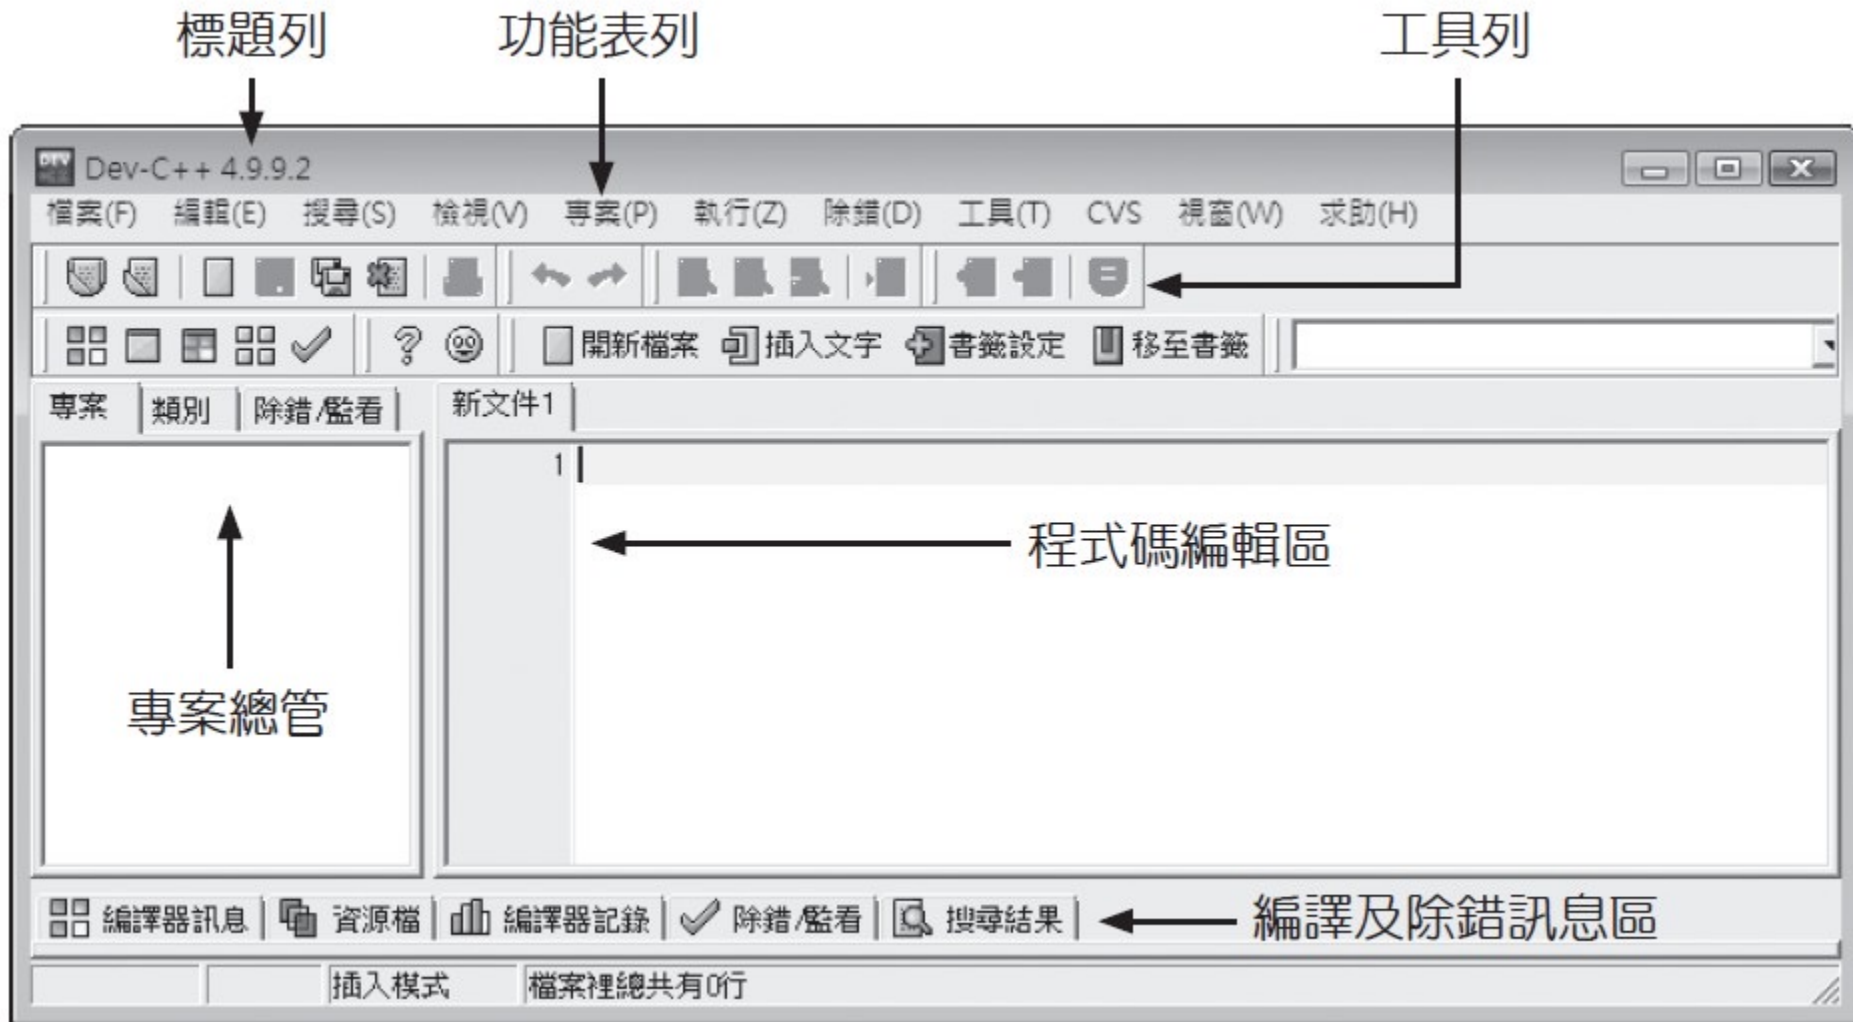 標題列 功能表列 工具列
Dev-C++ 4.9.9.2
檔案(F) 編輯(E) 搜尋(S) 檢視(V) 專案(P) 執行(Z) 除錯(D) 工具(T) CVS 視窗(W) 求助(H)
開新檔案 插入文字 書籤設定 移至書籤
專案 類別 除錯/監看 新文件1
1
程式碼編輯區
專案總管
編譯器訊息 資源檔 編譯器記錄 除錯/監看 搜尋結果 編譯及除錯訊息區
插入模式 檔案裡總共有0行